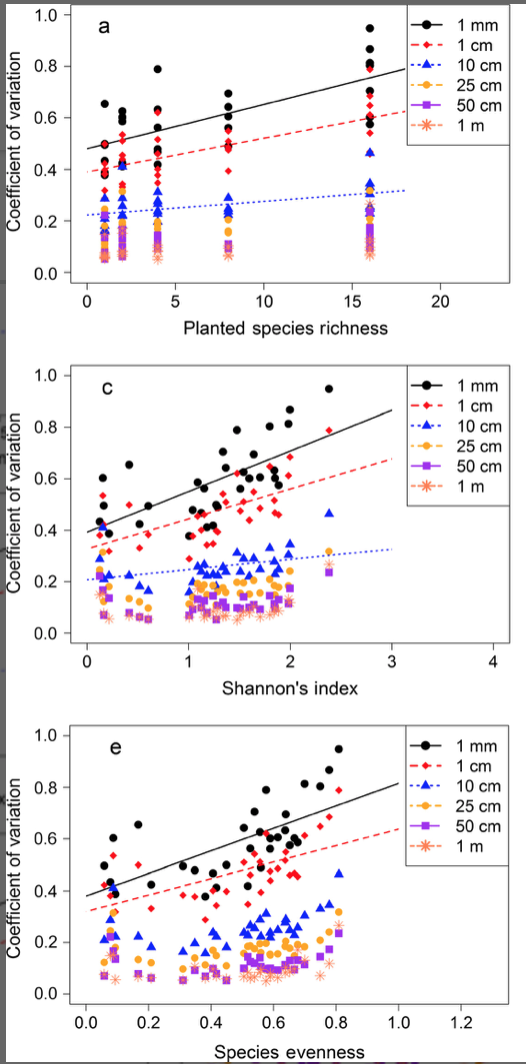 a
1 mm
1 cm
10 cm
25 cm
50 cm
1 m
Coefficient of variation
1.0
0.8
0.6
0.4
0.2
0.0
0 5 10 15 20
Planted species richness
c
1 mm
1 cm
10 cm
25 cm
50 cm
1 m
Coefficient of variation
1.0
0.8
0.6
0.4
0.2
0.0
0 1 2 3 4
Shannon's index
e
1 mm
1 cm
10 cm
25 cm
50 cm
1 m
Coefficient of variation
1.0
0.8
0.6
0.4
0.2
0.0
0.0 0.2 0.4 0.6 0.8 1.0 1.2
Species evenness